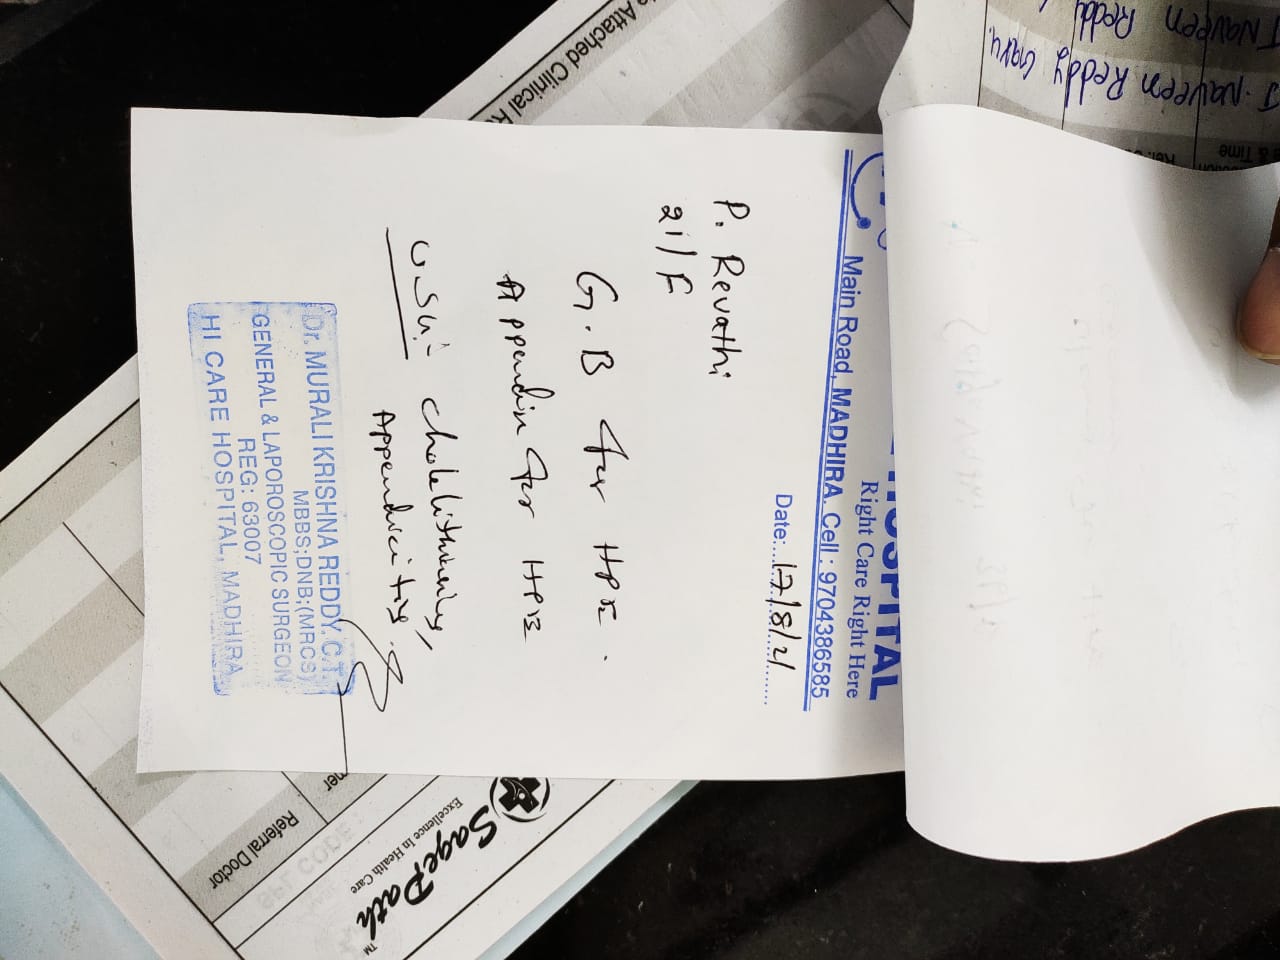 HOSPITAL
Right Care Right Here
Main Road, MADHIRA. Cell : 9704386585
Date: 17/8/21
P. Revathi
21/F
G.B for HPE.
Appendix for HPE
USG:- Cholelithiasis,
Appendicitis.
Dr. MURALI KRISHNA REDDY. C.T.
MBBS;DNB;(MRCS)
GENERAL & LAPOROSCOPIC SURGEON
REG: 63007
HI CARE HOSPITAL, MADHIRA
Attached Clinical
T Naveen Reddy
T. Naveen Reddy Garu.
& Time
Referral Doctor
SagePath TM
Excellence In Health Care